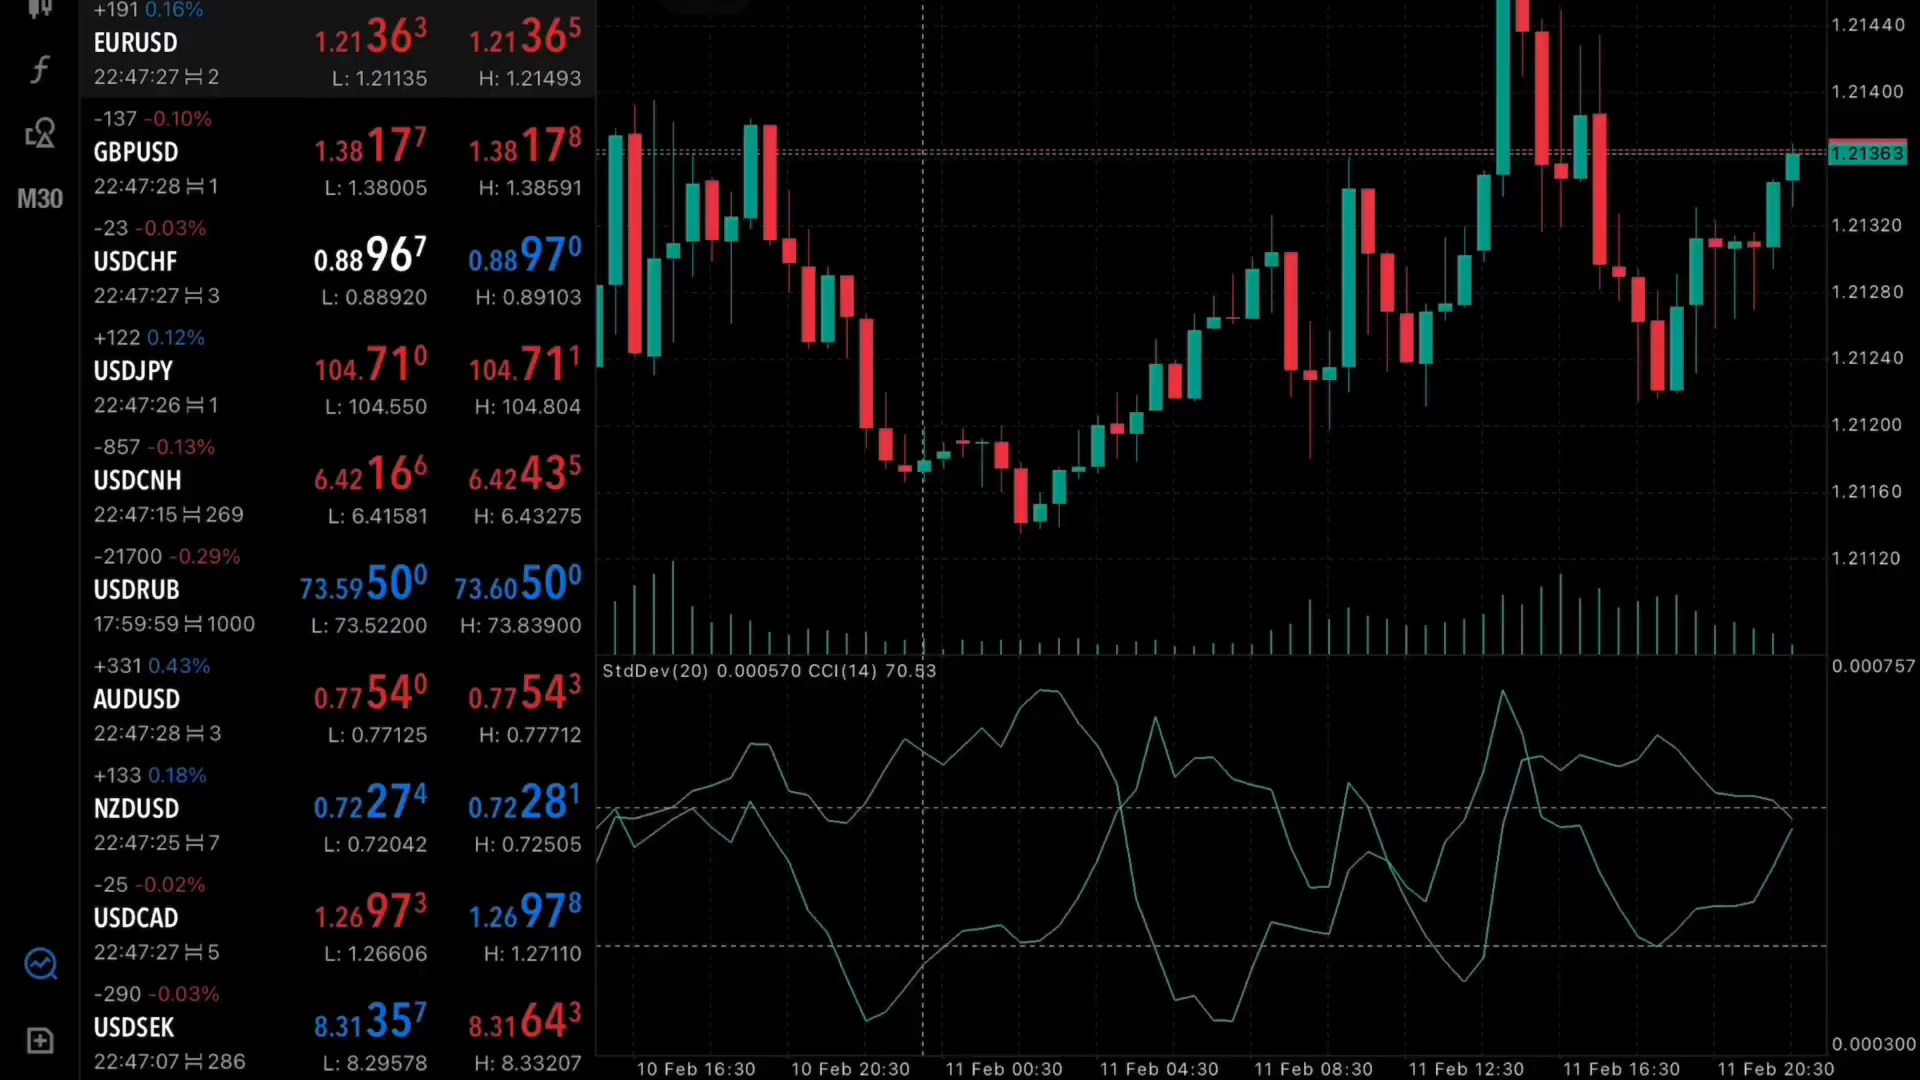 +191 0.16%
EURUSD 1.21363 1.21365
22:47:27 2 L: 1.21135 H: 1.21493
M30
-137 -0.10%
GBPUSD 1.38177 1.38178
22:47:28 1 L: 1.38005 H: 1.38591
-23 -0.03%
USDCHF 0.88967 0.88970
22:47:27 3 L: 0.88920 H: 0.89103
+122 0.12%
USDJPY 104.710 104.711
22:47:26 1 L: 104.550 H: 104.804
-857 -0.13%
USDCNH 6.42166 6.42435
22:47:15 269 L: 6.41581 H: 6.43275
-21700 -0.29%
USDRUB 73.59500 73.60500
17:59:59 1000 L: 73.52200 H: 73.83900
+331 0.43%
AUDUSD 0.77540 0.77543
22:47:28 3 L: 0.77125 H: 0.77712
+133 0.18%
NZDUSD 0.72274 0.72281
22:47:25 7 L: 0.72042 H: 0.72505
-25 -0.02%
USDCAD 1.26973 1.26978
22:47:27 5 L: 1.26606 H: 1.27110
-290 -0.03%
USDSEK 8.31357 8.31643
22:47:07 286 L: 8.29578 H: 8.33207
1.21440
1.21400
1.21363
1.21320
1.21280
1.21240
1.21200
1.21160
1.21120
StdDev(20) 0.000570 CCI(14) 70.53
0.000757
0.000300
10 Feb 16:30 10 Feb 20:30 11 Feb 00:30 11 Feb 04:30 11 Feb 08:30 11 Feb 12:30 11 Feb 16:30 11 Feb 20:30